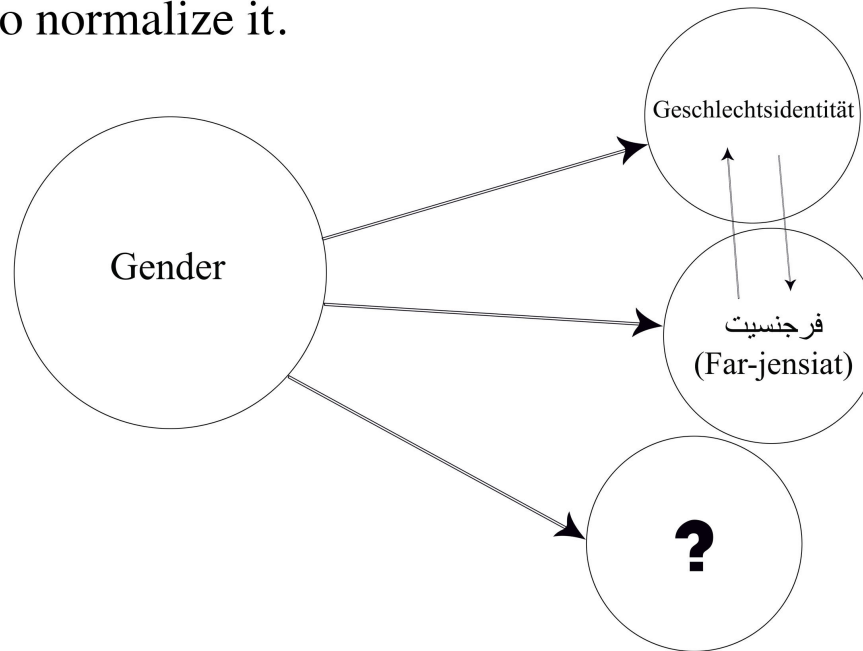 o normalize it.
Geschlechtsidentität
Gender
فرجنسیت
(Far-jensiat)
?